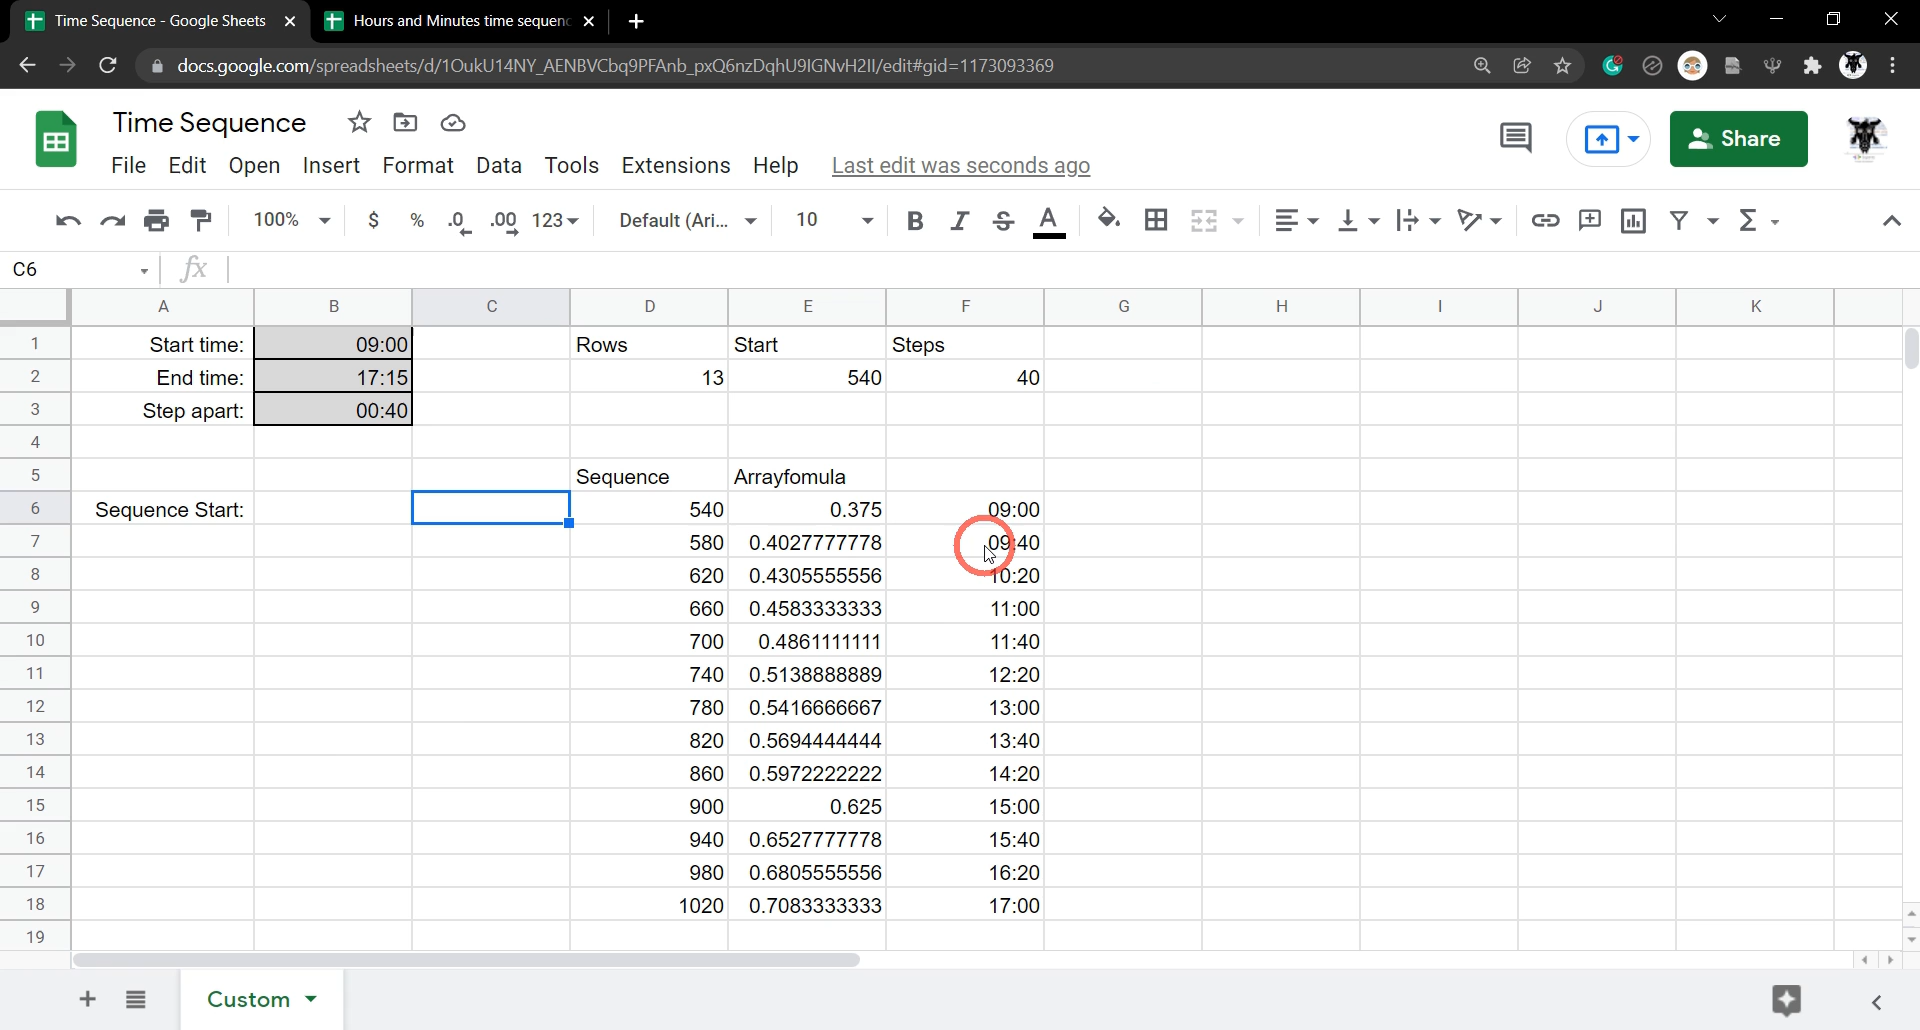 Time Sequence - Google Sheets
Hours and Minutes time sequenc
docs.google.com/spreadsheets/d/1OukU14NY_AENBVCbq9PFAnb_pxQ6nzDqhU9IGNvH2II/edit#gid=1173093369
Time Sequence
File Edit Open Insert Format Data Tools Extensions Help Last edit was seconds ago
Share
100% $ % .0 .00 123 Default (Ari... 10 B I S A Σ
C6 fx
A B C D E F G H I J K
1 Start time: 09:00 Rows Start Steps
2 End time: 17:15 13 540 40
3 Step apart: 00:40
4
5 Sequence Arrayfomula
6 Sequence Start: 540 0.375 09:00
7 580 0.4027777778 09:40
8 620 0.4305555556 10:20
9 660 0.4583333333 11:00
10 700 0.4861111111 11:40
11 740 0.5138888889 12:20
12 780 0.5416666667 13:00
13 820 0.5694444444 13:40
14 860 0.5972222222 14:20
15 900 0.625 15:00
16 940 0.6527777778 15:40
17 980 0.6805555556 16:20
18 1020 0.7083333333 17:00
19
Custom